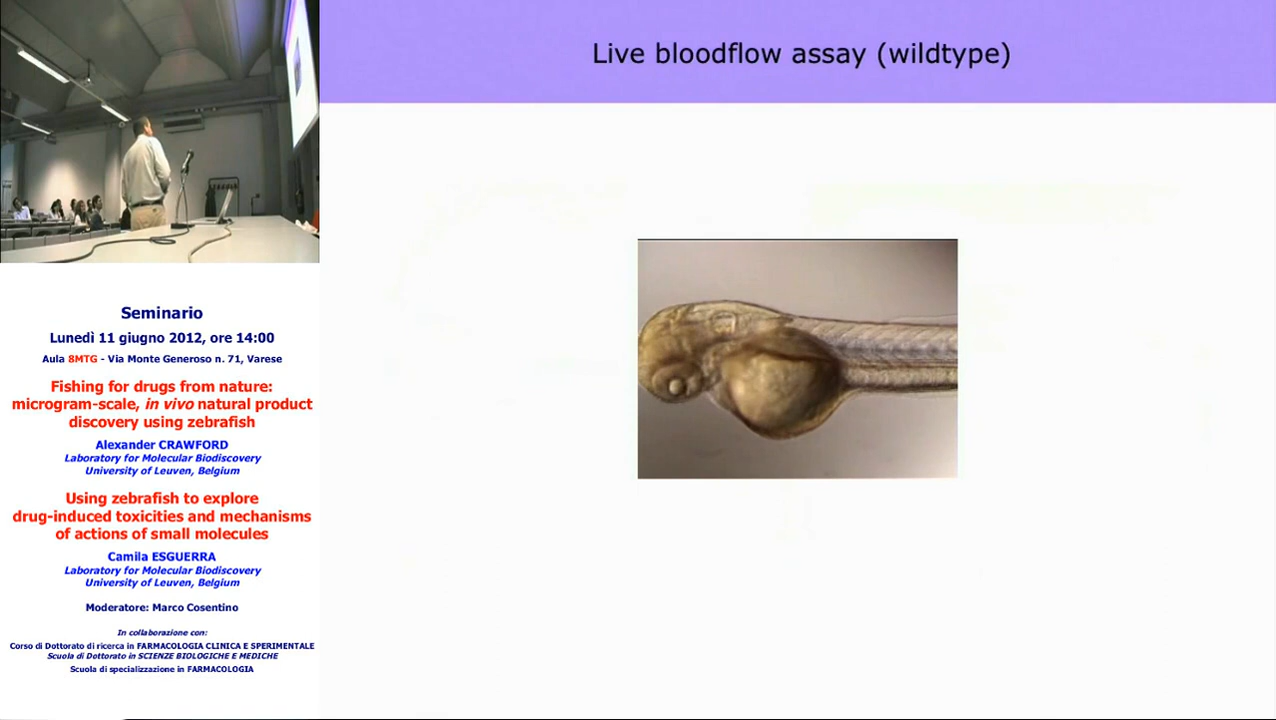 Live bloodflow assay (wildtype)
Seminario
Lunedì 11 giugno 2012, ore 14:00
Aula 8MTG - Via Monte Generoso n. 71, Varese
Fishing for drugs from nature:
microgram-scale, in vivo natural product
discovery using zebrafish
Alexander CRAWFORD
Laboratory for Molecular Biodiscovery
University of Leuven, Belgium
Using zebrafish to explore
drug-induced toxicities and mechanisms
of actions of small molecules
Camila ESGUERRA
Laboratory for Molecular Biodiscovery
University of Leuven, Belgium
Moderatore: Marco Cosentino
In collaborazione con:
Corso di Dottorato di ricerca in FARMACOLOGIA CLINICA E SPERIMENTALE
Scuola di Dottorato in SCIENZE BIOLOGICHE E MEDICHE
Scuola di specializzazione in FARMACOLOGIA